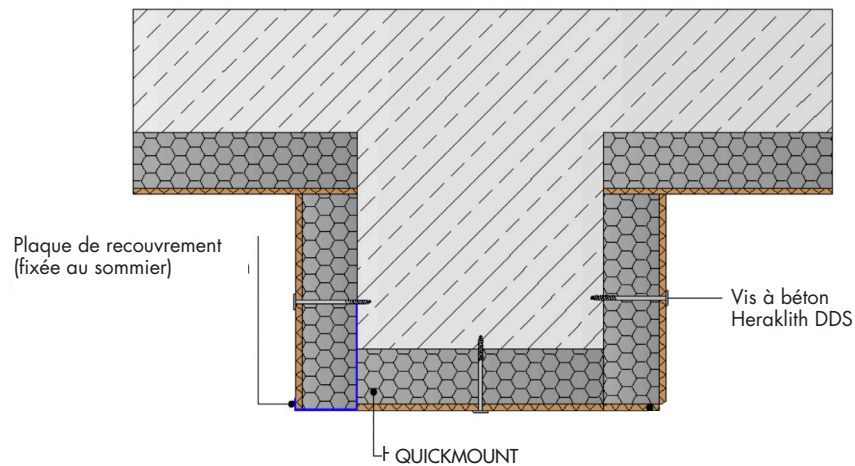 Plaque de recouvrement
(fixée au sommier)
Vis à béton
Heraklith DDS
QUICKMOUNT